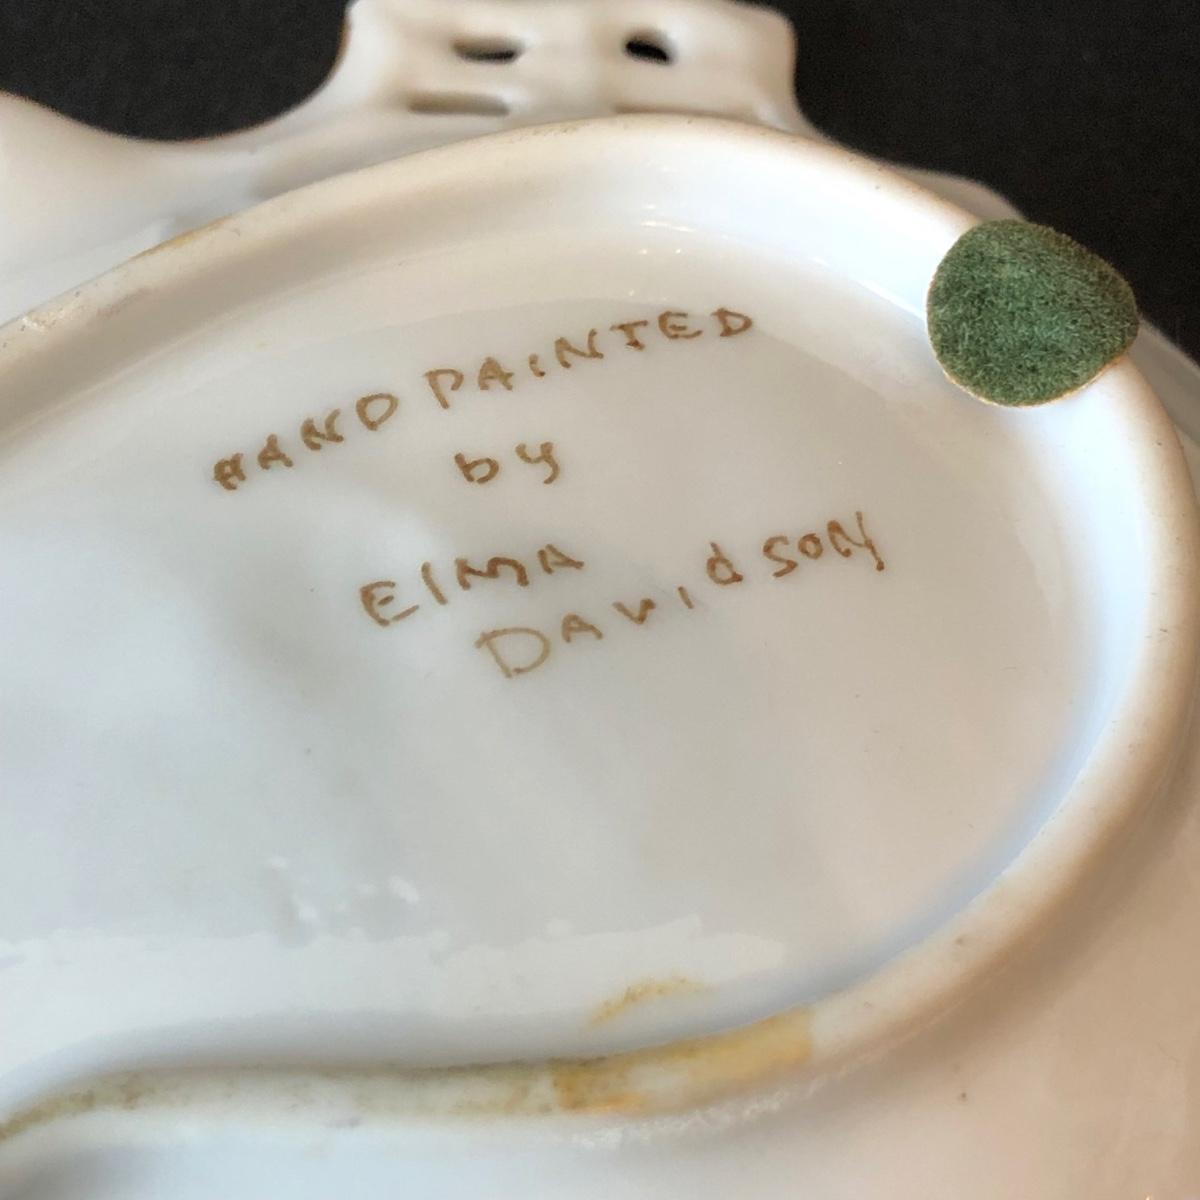 HAND PAINTED
by
ElMA
DAVIdSON